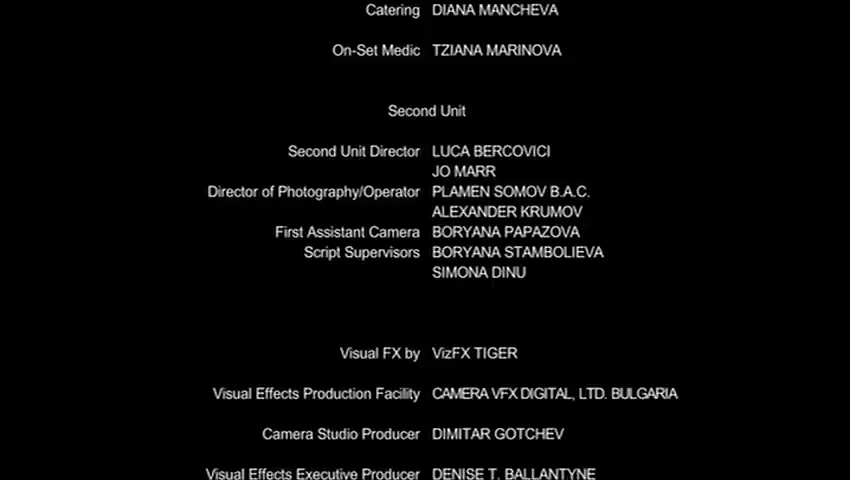 Catering DIANA MANCHEVA
On-Set Medic TZIANA MARINOVA
Second Unit
Second Unit Director LUCA BERCOVICI
JO MARR
Director of Photography/Operator PLAMEN SOMOV B.A.C.
ALEXANDER KRUMOV
First Assistant Camera BORYANA PAPAZOVA
Script Supervisors BORYANA STAMBOLIEVA
SIMONA DINU
Visual FX by VizFX TIGER
Visual Effects Production Facility CAMERA VFX DIGITAL, LTD. BULGARIA
Camera Studio Producer DIMITAR GOTCHEV
Visual Effects Executive Producer DENISE T. BALLANTYNE